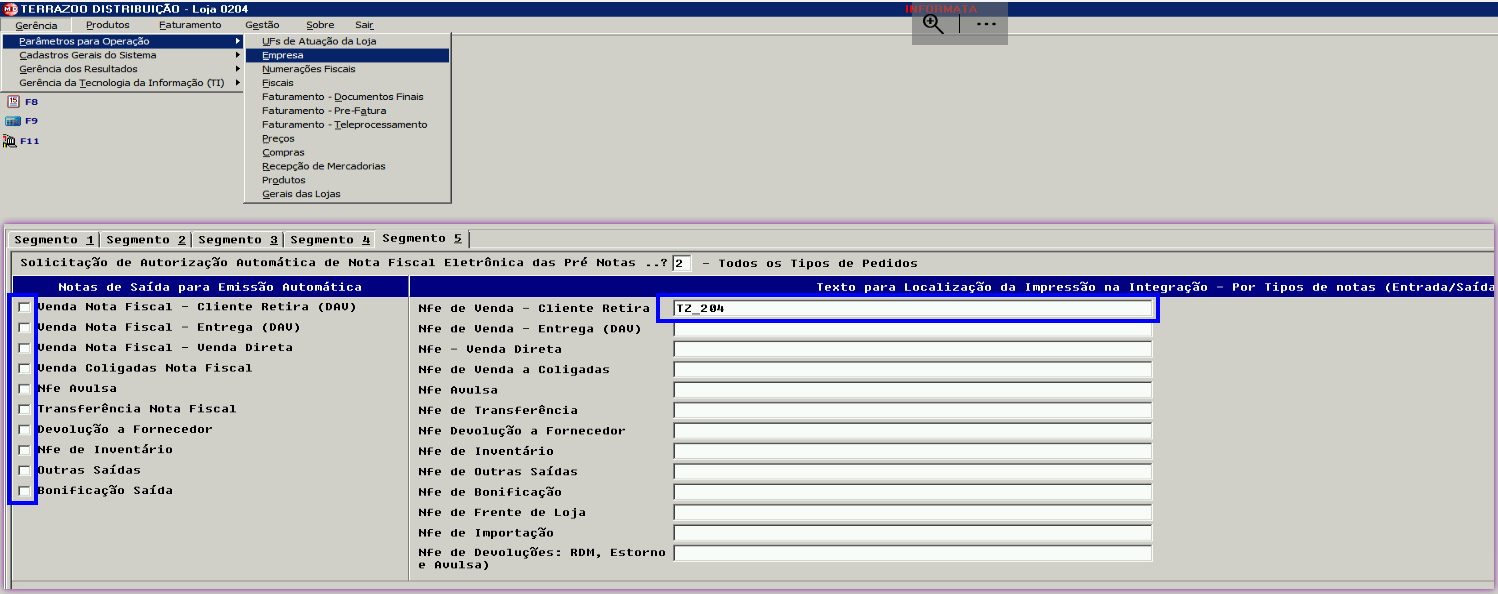 TERRAZOO DISTRIBUIÇÃO - Loja 0204
INFORMATA
Gerência Produtos Faturamento Gestão Sobre Sair
Parâmetros para Operação
Cadastros Gerais do Sistema
Gerência dos Resultados
Gerência da Tecnologia da Informação (TI)
UFs de Atuação da Loja
Empresa
Numerações Fiscais
Fiscais
Faturamento - Documentos Finais
Faturamento - Pre-Fatura
Faturamento - Teleprocessamento
Preços
Compras
Recepção de Mercadorias
Produtos
Gerais das Lojas
F8
F9
F11
Segmento 1 Segmento 2 Segmento 3 Segmento 4 Segmento 5
Solicitação de Autorização Automática de Nota Fiscal Eletrônica das Pré Notas ..? 2 - Todos os Tipos de Pedidos
Notas de Saída para Emissão Automática
Venda Nota Fiscal - Cliente Retira (DAV)
Venda Nota Fiscal - Entrega (DAV)
Venda Nota Fiscal - Venda Direta
Venda Coligadas Nota Fiscal
Nfe Avulsa
Transferência Nota Fiscal
Devolução a Fornecedor
Nfe de Inventário
Outras Saídas
Bonificação Saída
Texto para Localização da Impressão na Integração - Por Tipos de notas (Entrada/Saída
Nfe de Venda - Cliente Retira TZ_204
Nfe de Venda - Entrega (DAV)
Nfe - Venda Direta
Nfe de Venda a Coligadas
Nfe Avulsa
Nfe de Transferência
Nfe Devolução a Fornecedor
Nfe de Inventário
Nfe de Outras Saídas
Nfe de Bonificação
Nfe de Frente de Loja
Nfe de Importação
Nfe de Devoluções: RDM, Estorno
e Avulsa)